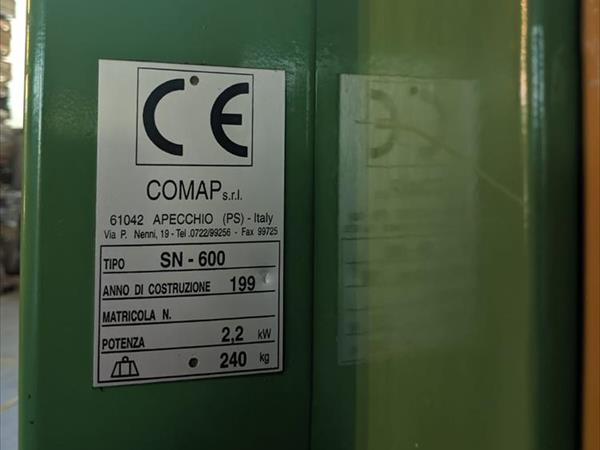 CE
COMAP s.r.l.
61042 APECCHIO (PS) - Italy
Via P. Nenni, 19 - Tel .0722/99256 - Fax 99725
TIPO SN - 600
ANNO DI COSTRUZIONE 199
MATRICOLA N.
POTENZA 2,2 kW
240 kg